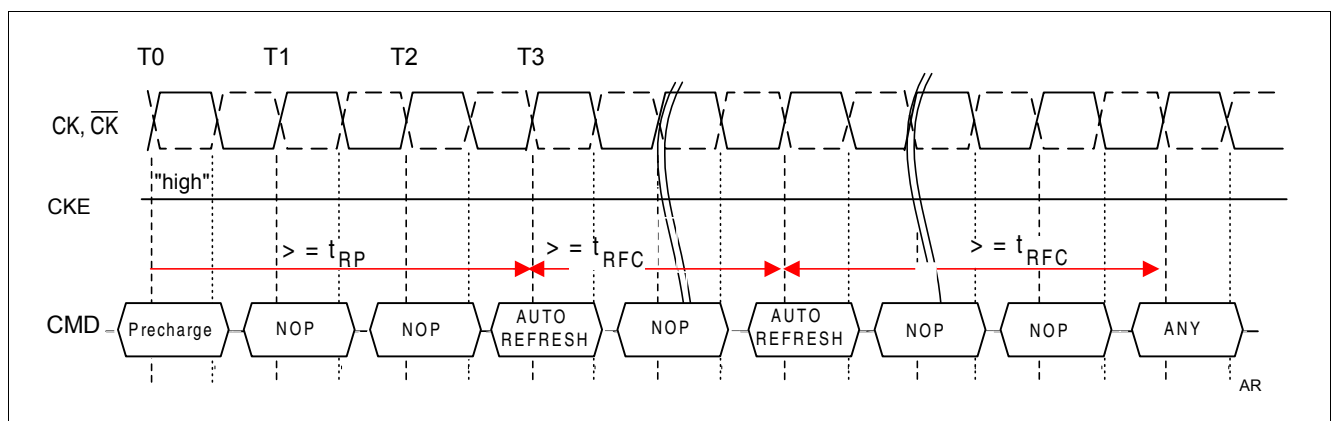 T0 T1 T2 T3
CK, CK
"high"
CKE
> = tRP > = tRFC > = tRFC
CMD Precharge NOP NOP AUTO REFRESH NOP AUTO REFRESH NOP NOP ANY
AR